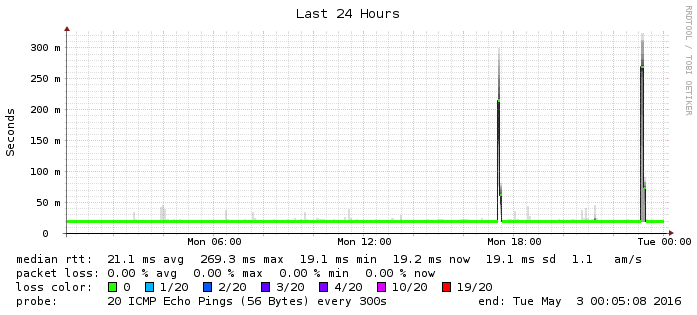 Last 24 Hours
RRDTOOL / TOBI OETIKER
Seconds
300 m
250 m
200 m
150 m
100 m
50 m
0
Mon 06:00 Mon 12:00 Mon 18:00 Tue 00:00
median rtt: 21.1 ms avg 269.3 ms max 19.1 ms min 19.2 ms now 19.1 ms sd 1.1 am/s
packet loss: 0.00 % avg 0.00 % max 0.00 % min 0.00 % now
loss color: 0 1/20 2/20 3/20 4/20 10/20 19/20
probe: 20 ICMP Echo Pings (56 Bytes) every 300s end: Tue May 3 00:05:08 2016